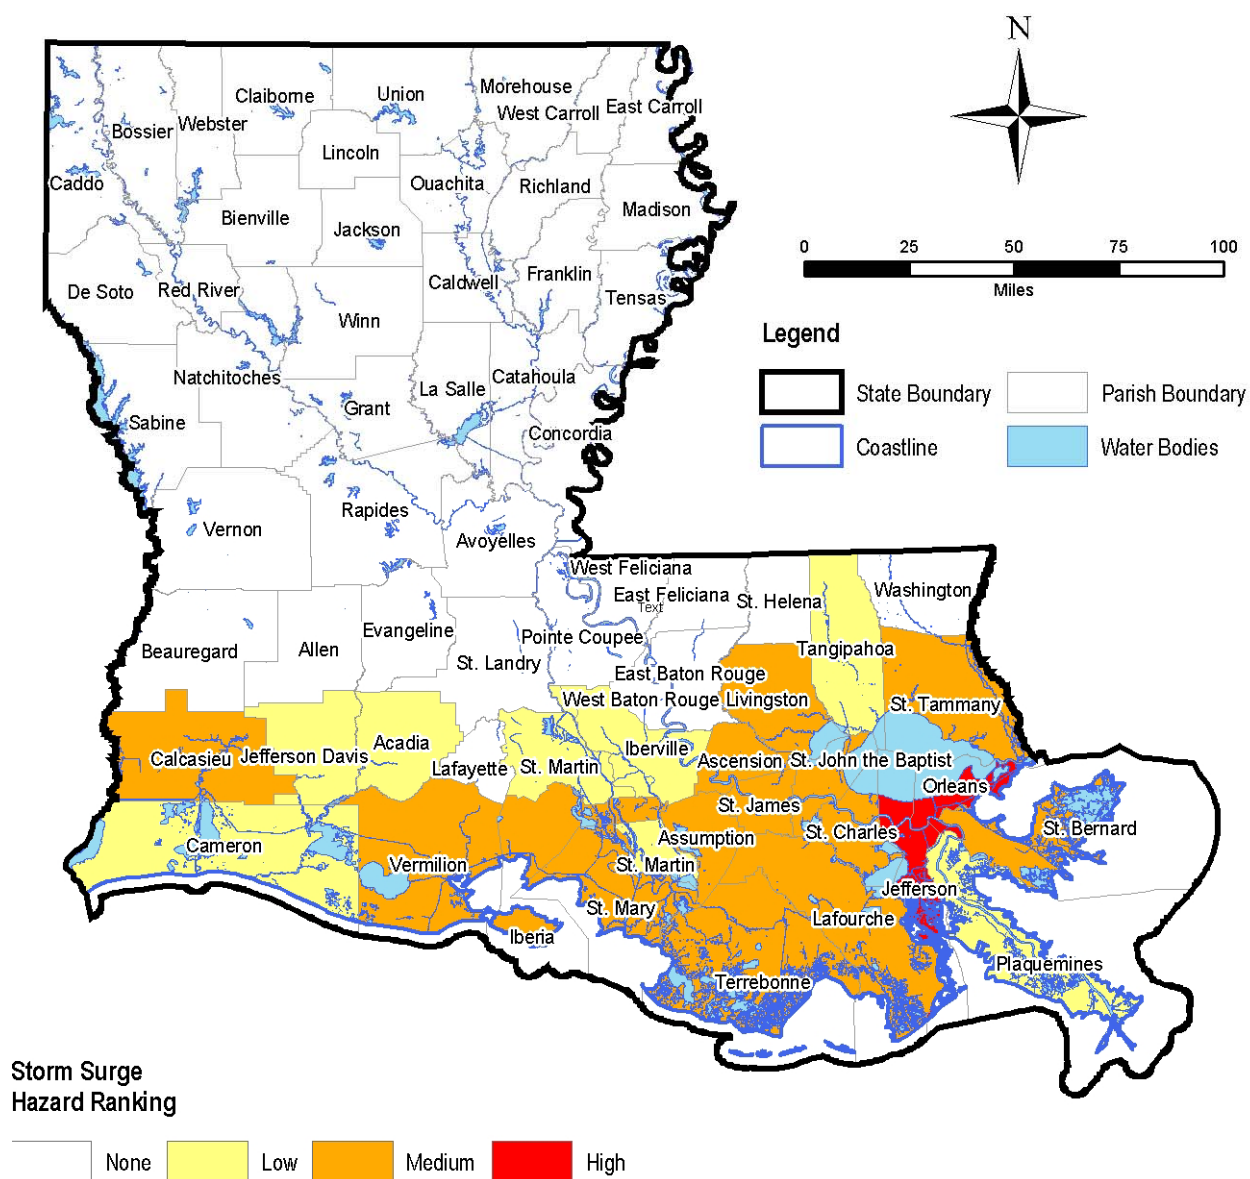 N
0 25 50 75 100
Miles
Legend
State Boundary
Parish Boundary
Coastline
Water Bodies
Morehouse
Union
Claiborne
West Carroll
East Carroll
Webster
Bossier
Lincoln
Caddo
Ouachita
Richland
Madison
Bienville
Jackson
Franklin
Caldwell
De Soto
Red River
Tensas
Winn
Natchitoches
La Salle
Catahoula
Grant
Sabine
Concordia
Rapides
Vernon
Avoyelles
West Feliciana
East Feliciana
Text
St. Helena
Washington
Evangeline
Pointe Coupee
Beauregard
Allen
St. Landry
Tangipahoa
East Baton Rouge
West Baton Rouge
Livingston
St. Tammany
Calcasieu
Jefferson Davis
Acadia
Lafayette
St. Martin
Iberville
Ascension
St. John the Baptist
Orleans
St. James
St. Charles
St. Bernard
Assumption
Cameron
Vermilion
St. Martin
Jefferson
St. Mary
Lafourche
Iberia
Plaquemines
Terrebonne
Storm Surge
Hazard Ranking
None
Low
Medium
High